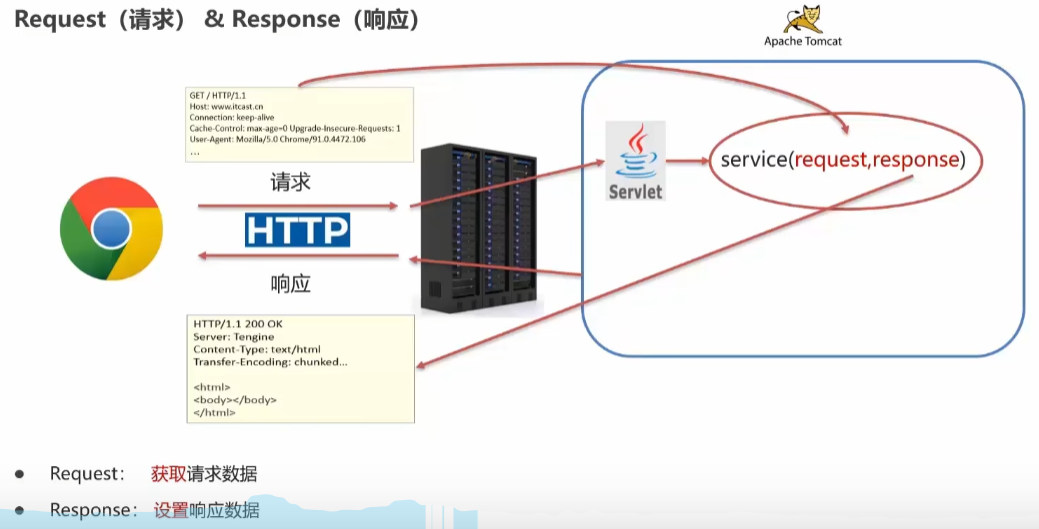 Request（请求） & Response（响应）
Apache Tomcat
GET / HTTP/1.1
Host: www.itcast.cn
Connection: keep-alive
Cache-Control: max-age=0 Upgrade-Insecure-Requests: 1
User-Agent: Mozilla/5.0 Chrome/91.0.4472.106
...
请求
HTTP
响应
Servlet
service(request,response)
HTTP/1.1 200 OK
Server: Tengine
Content-Type: text/html
Transfer-Encoding: chunked...
<html>
<body></body>
</html>
● Request： 获取请求数据
● Response： 设置响应数据